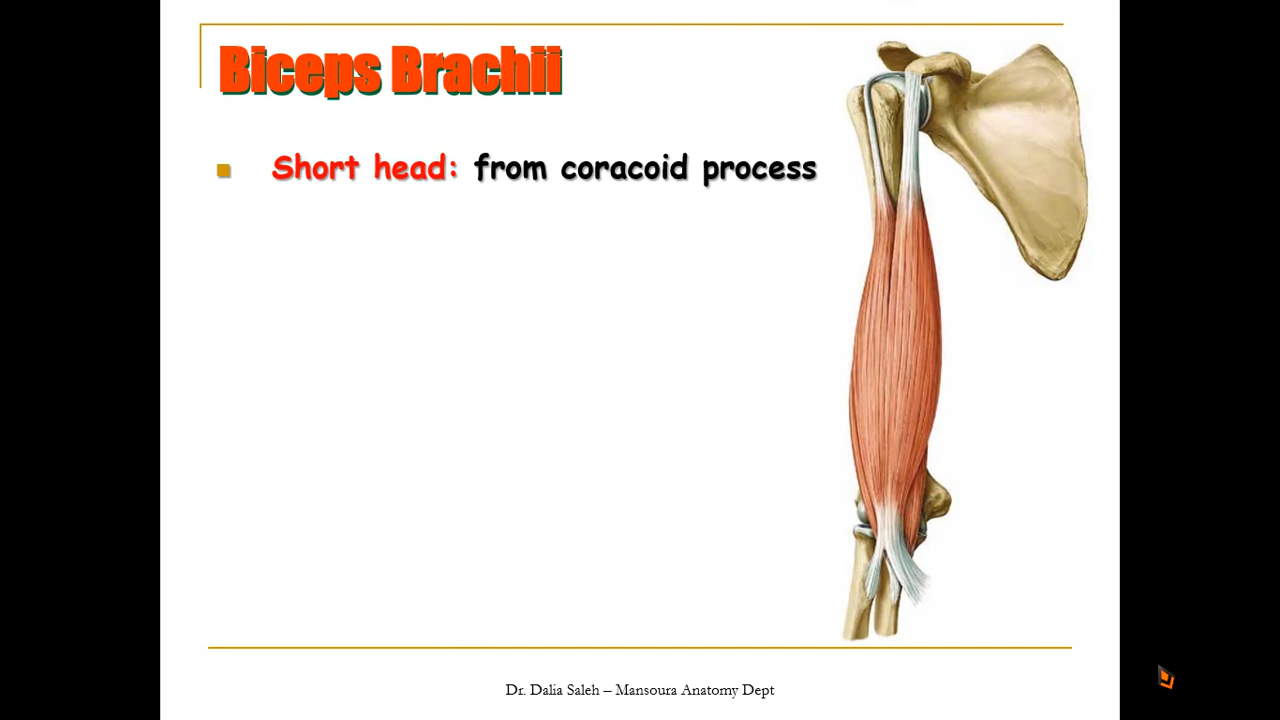 Biceps Brachii
Short head: from coracoid process
Dr. Dalia Saleh – Mansoura Anatomy Dept